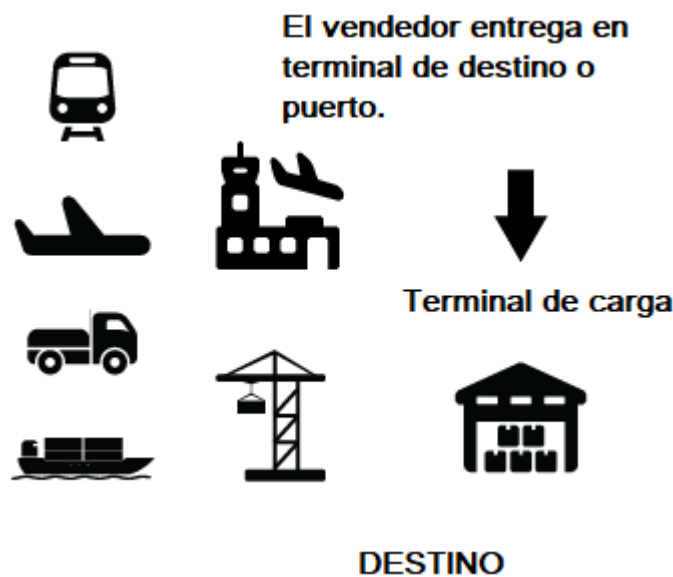 El vendedor entrega en
terminal de destino o
puerto.
Terminal de carga
DESTINO